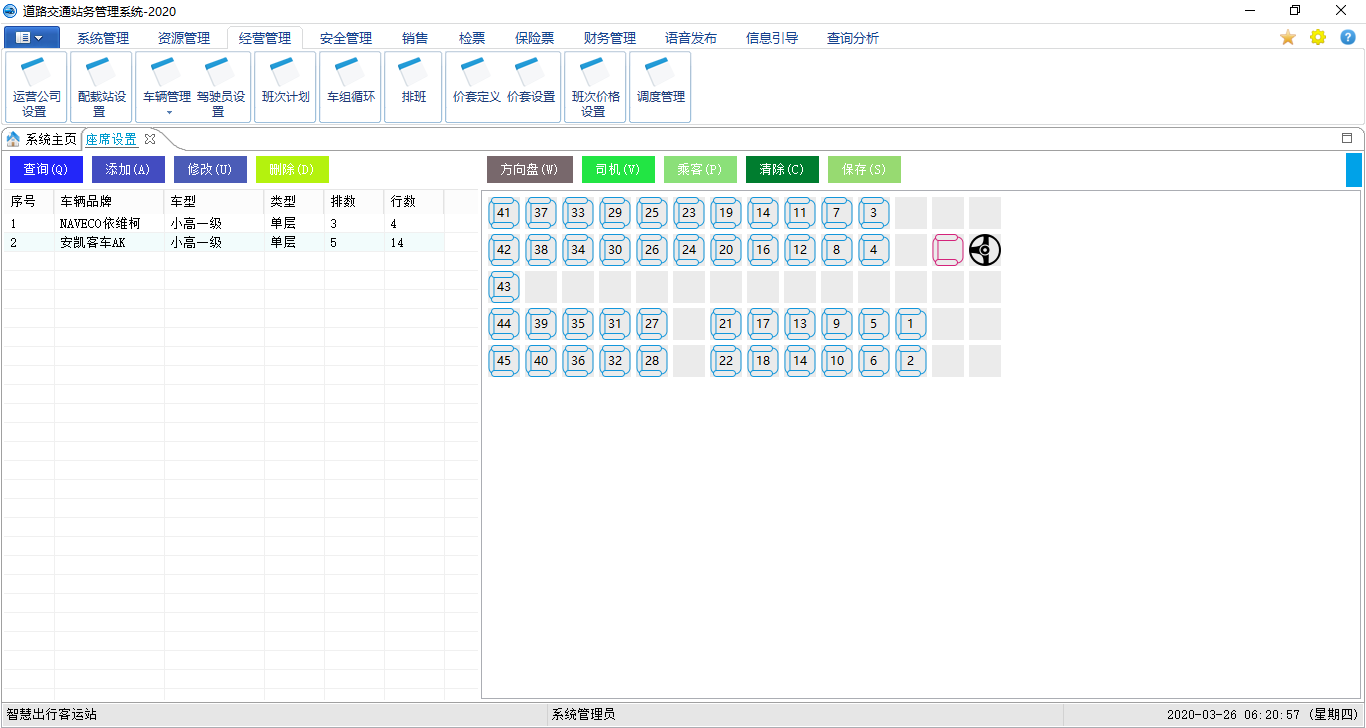 道路交通站务管理系统-2020
系统管理 资源管理 经营管理 安全管理 销售 检票 保险票 财务管理 语音发布 信息引导 查询分析
运营公司设置 配载站设置 车辆管理 驾驶员设置 班次计划 车组循环 排班 价套定义 价套设置 班次价格设置 调度管理
系统主页 座席设置
查询(Q) 添加(A) 修改(U) 删除(D) 方向盘(W) 司机(V) 乘客(P) 清除(C) 保存(S)
序号 车辆品牌 车型 类型 排数 行数
1 NAVECO依维柯 小高一级 单层 3 4
2 安凯客车AK 小高一级 单层 5 14
41 37 33 29 25 23 19 14 11 7 3
42 38 34 30 26 24 20 16 12 8 4
43
44 39 35 31 27 21 17 13 9 5 1
45 40 36 32 28 22 18 14 10 6 2
智慧出行客运站 系统管理员 2020-03-26 06:20:57 (星期四)